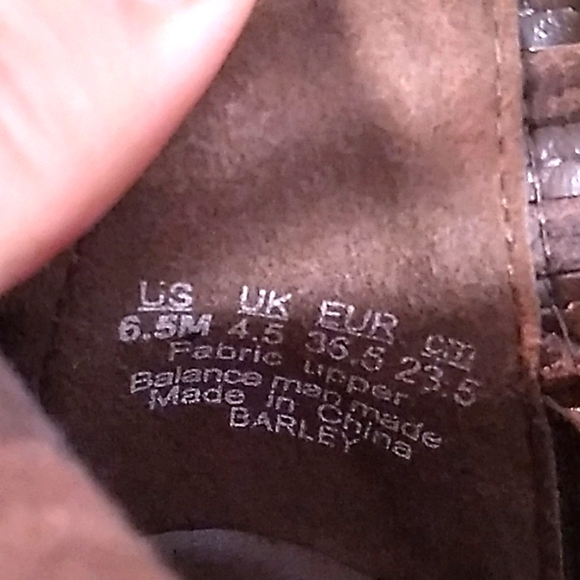 US UK EUR CM
6.5M 4.5 36.5 23.5
Fabric upper
Balance man made
Made in China
BARLEY